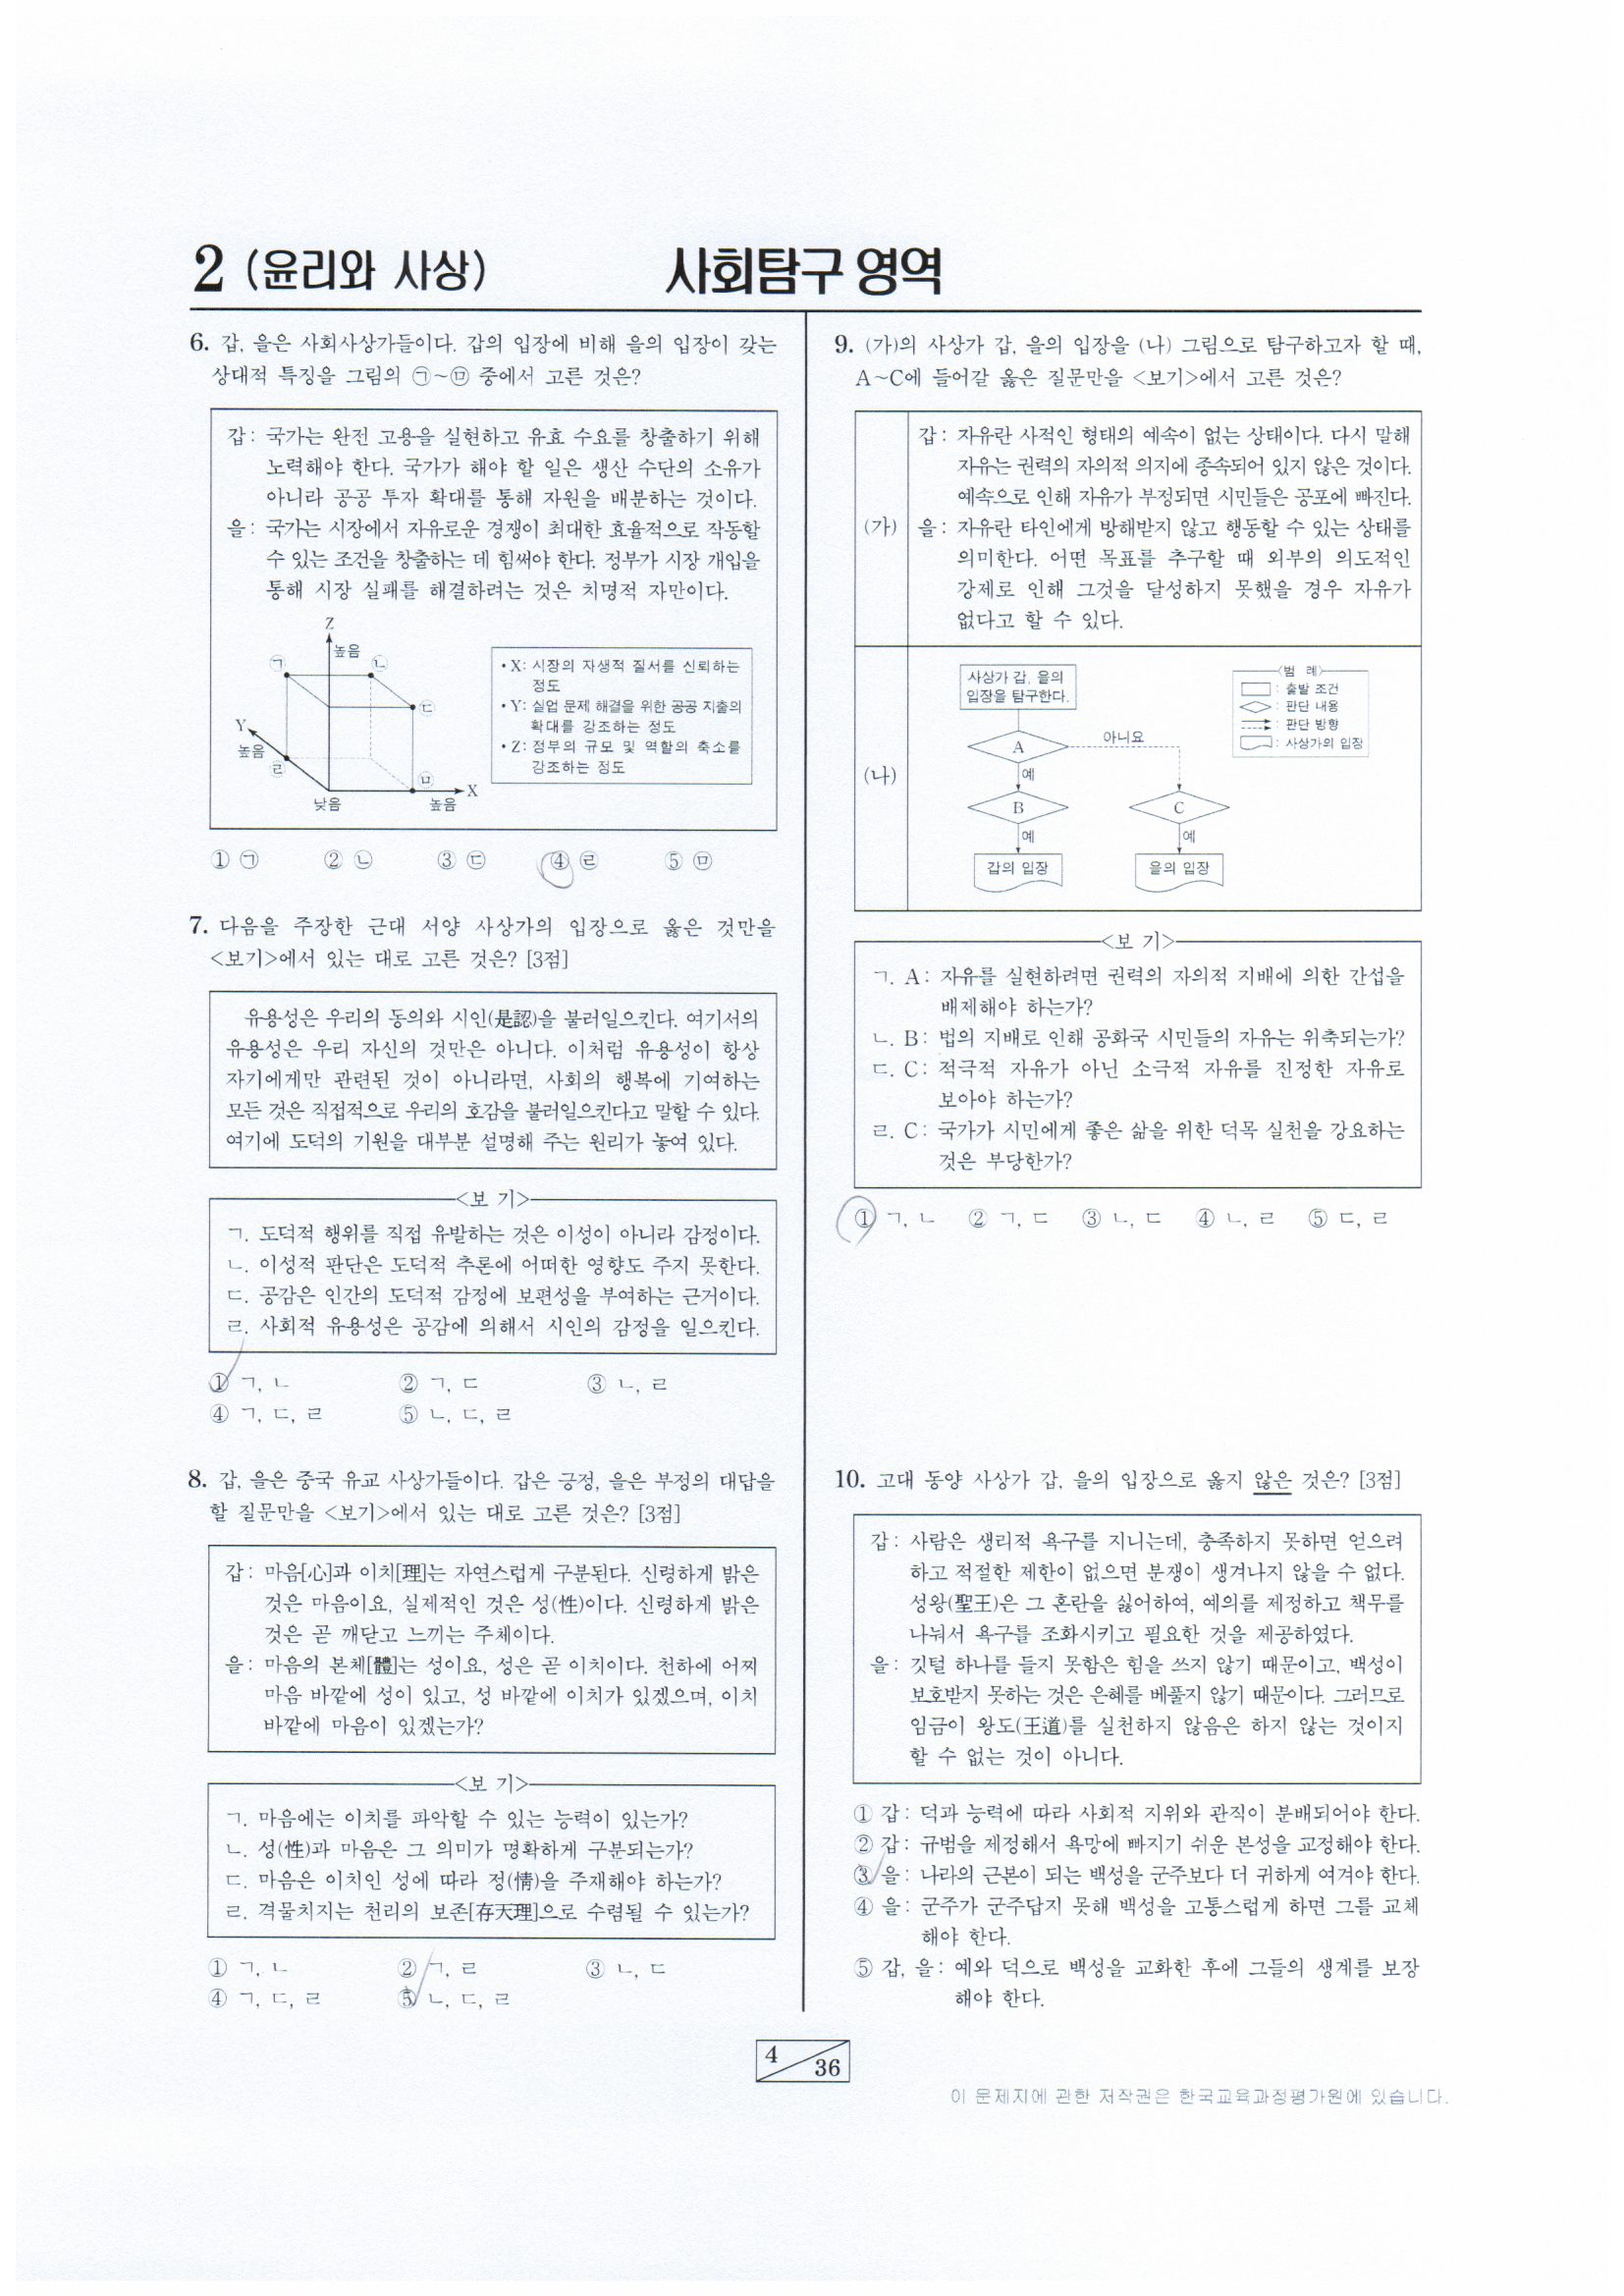 2 (윤리와 사상)
사회탐구 영역
6. 갑, 을은 사회사상가들이다. 갑의 입장에 비해 을의 입장이 갖는
상대적 특징을 그림의 ㉠~㉤ 중에서 고른 것은?
갑: 국가는 완전 고용을 실현하고 유효 수요를 창출하기 위해
노력해야 한다. 국가가 해야 할 일은 생산 수단의 소유가
아니라 공공 투자 확대를 통해 자원을 배분하는 것이다.
을: 국가는 시장에서 자유로운 경쟁이 최대한 효율적으로 작동할
수 있는 조건을 창출하는 데 힘써야 한다. 정부가 시장 개입을
통해 시장 실패를 해결하려는 것은 치명적 자만이다.
Z
높음
㉠
㉡
㉢
Y
높음
㉣
㉤
X
낮음
높음
• X: 시장의 자생적 질서를 신뢰하는
정도
• Y: 실업 문제 해결을 위한 공공 지출의
확대를 강조하는 정도
• Z: 정부의 규모 및 역할의 축소를
강조하는 정도
① ㉠ ② ㉡ ③ ㉢ ④ ㉣ ⑤ ㉤
7. 다음을 주장한 근대 서양 사상가의 입장으로 옳은 것만을
<보기>에서 있는 대로 고른 것은? [3점]
유용성은 우리의 동의와 시인(是認)을 불러일으킨다. 여기서의
유용성은 우리 자신의 것만은 아니다. 이처럼 유용성이 항상
자기에게만 관련된 것이 아니라면, 사회의 행복에 기여하는
모든 것은 직접적으로 우리의 호감을 불러일으킨다고 말할 수 있다.
여기에 도덕의 기원을 대부분 설명해 주는 원리가 놓여 있다.
<보 기>
ㄱ. 도덕적 행위를 직접 유발하는 것은 이성이 아니라 감정이다.
ㄴ. 이성적 판단은 도덕적 추론에 어떠한 영향도 주지 못한다.
ㄷ. 공감은 인간의 도덕적 감정에 보편성을 부여하는 근거이다.
ㄹ. 사회적 유용성은 공감에 의해서 시인의 감정을 일으킨다.
① ㄱ, ㄴ ② ㄱ, ㄷ ③ ㄴ, ㄹ
④ ㄱ, ㄷ, ㄹ ⑤ ㄴ, ㄷ, ㄹ
8. 갑, 을은 중국 유교 사상가들이다. 갑은 긍정, 을은 부정의 대답을
할 질문만을 <보기>에서 있는 대로 고른 것은? [3점]
갑: 마음[心]과 이치[理]는 자연스럽게 구분된다. 신령하게 밝은
것은 마음이요, 실제적인 것은 성(性)이다. 신령하게 밝은
것은 곧 깨닫고 느끼는 주체이다.
을: 마음의 본체[體]는 성이요, 성은 곧 이치이다. 천하에 어찌
마음 바깥에 성이 있고, 성 바깥에 이치가 있겠으며, 이치
바깥에 마음이 있겠는가?
<보 기>
ㄱ. 마음에는 이치를 파악할 수 있는 능력이 있는가?
ㄴ. 성(性)과 마음은 그 의미가 명확하게 구분되는가?
ㄷ. 마음은 이치인 성에 따라 정(情)을 주재해야 하는가?
ㄹ. 격물치지는 천리의 보존[存天理]으로 수렴될 수 있는가?
① ㄱ, ㄴ ② ㄱ, ㄹ ③ ㄴ, ㄷ
④ ㄱ, ㄷ, ㄹ ⑤ ㄴ, ㄷ, ㄹ
9. (가)의 사상가 갑, 을의 입장을 (나) 그림으로 탐구하고자 할 때,
A~C에 들어갈 옳은 질문만을 <보기>에서 고른 것은?
(가)
갑: 자유란 사적인 형태의 예속이 없는 상태이다. 다시 말해
자유는 권력의 자의적 의지에 종속되어 있지 않은 것이다.
예속으로 인해 자유가 부정되면 시민들은 공포에 빠진다.
을: 자유란 타인에게 방해받지 않고 행동할 수 있는 상태를
의미한다. 어떤 목표를 추구할 때 외부의 의도적인
강제로 인해 그것을 달성하지 못했을 경우 자유가
없다고 할 수 있다.
(나)
사상가 갑, 을의
입장을 탐구한다.
<범 례>
: 출발 조건
: 판단 내용
: 판단 방향
: 사상가의 입장
A
아니요
예
B
C
예
예
갑의 입장
을의 입장
<보 기>
ㄱ. A: 자유를 실현하려면 권력의 자의적 지배에 의한 간섭을
배제해야 하는가?
ㄴ. B: 법의 지배로 인해 공화국 시민들의 자유는 위축되는가?
ㄷ. C: 적극적 자유가 아닌 소극적 자유를 진정한 자유로
보아야 하는가?
ㄹ. C: 국가가 시민에게 좋은 삶을 위한 덕목 실천을 강요하는
것은 부당한가?
① ㄱ, ㄴ ② ㄱ, ㄷ ③ ㄴ, ㄷ ④ ㄴ, ㄹ ⑤ ㄷ, ㄹ
10. 고대 동양 사상가 갑, 을의 입장으로 옳지 않은 것은? [3점]
갑: 사람은 생리적 욕구를 지니는데, 충족하지 못하면 얻으려
하고 적절한 제한이 없으면 분쟁이 생겨나지 않을 수 없다.
성왕(聖王)은 그 혼란을 싫어하여, 예의를 제정하고 책무를
나눠서 욕구를 조화시키고 필요한 것을 제공하였다.
을: 깃털 하나를 들지 못함은 힘을 쓰지 않기 때문이고, 백성이
보호받지 못하는 것은 은혜를 베풀지 않기 때문이다. 그러므로
임금이 왕도(王道)를 실천하지 않음은 하지 않는 것이지
할 수 없는 것이 아니다.
① 갑: 덕과 능력에 따라 사회적 지위와 관직이 분배되어야 한다.
② 갑: 규범을 제정해서 욕망에 빠지기 쉬운 본성을 교정해야 한다.
③ 을: 나라의 근본이 되는 백성을 군주보다 더 귀하게 여겨야 한다.
④ 을: 군주가 군주답지 못해 백성을 고통스럽게 하면 그를 교체
해야 한다.
⑤ 갑, 을: 예와 덕으로 백성을 교화한 후에 그들의 생계를 보장
해야 한다.
4
36
이 문제지에 관한 저작권은 한국교육과정평가원에 있습니다.